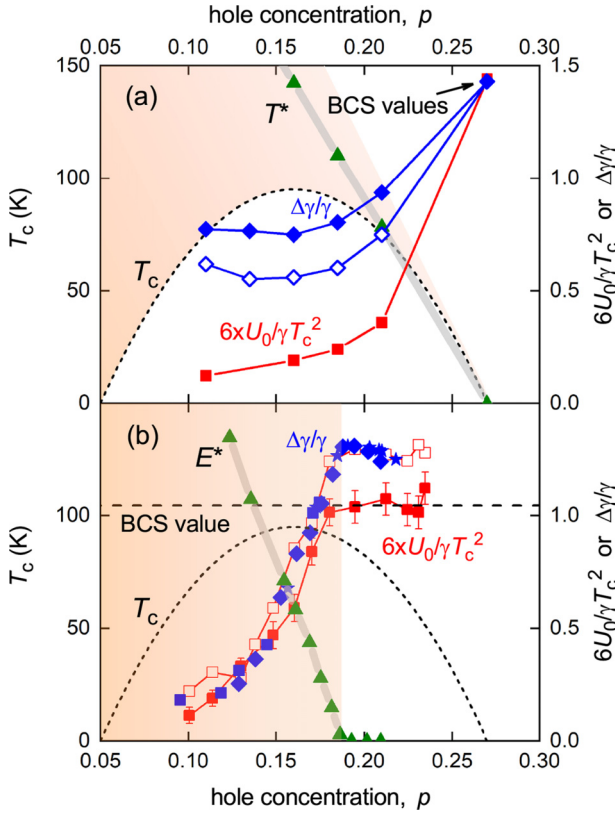 hole concentration, p
0.05 0.10 0.15 0.20 0.25 0.30
150
100
50
0
Tc (K)
(a)
T*
BCS values
Δγ/γ
Tc
6xU0/γTc2
1.5
1.0
0.5
0.0
6U0/γTc2 or Δγ/γ
(b)
E*
Δγ/γ
BCS value
6xU0/γTc2
Tc
100
50
0
Tc (K)
1.0
0.5
0.0
6U0/γTc2 or Δγ/γ
0.05 0.10 0.15 0.20 0.25 0.30
hole concentration, p